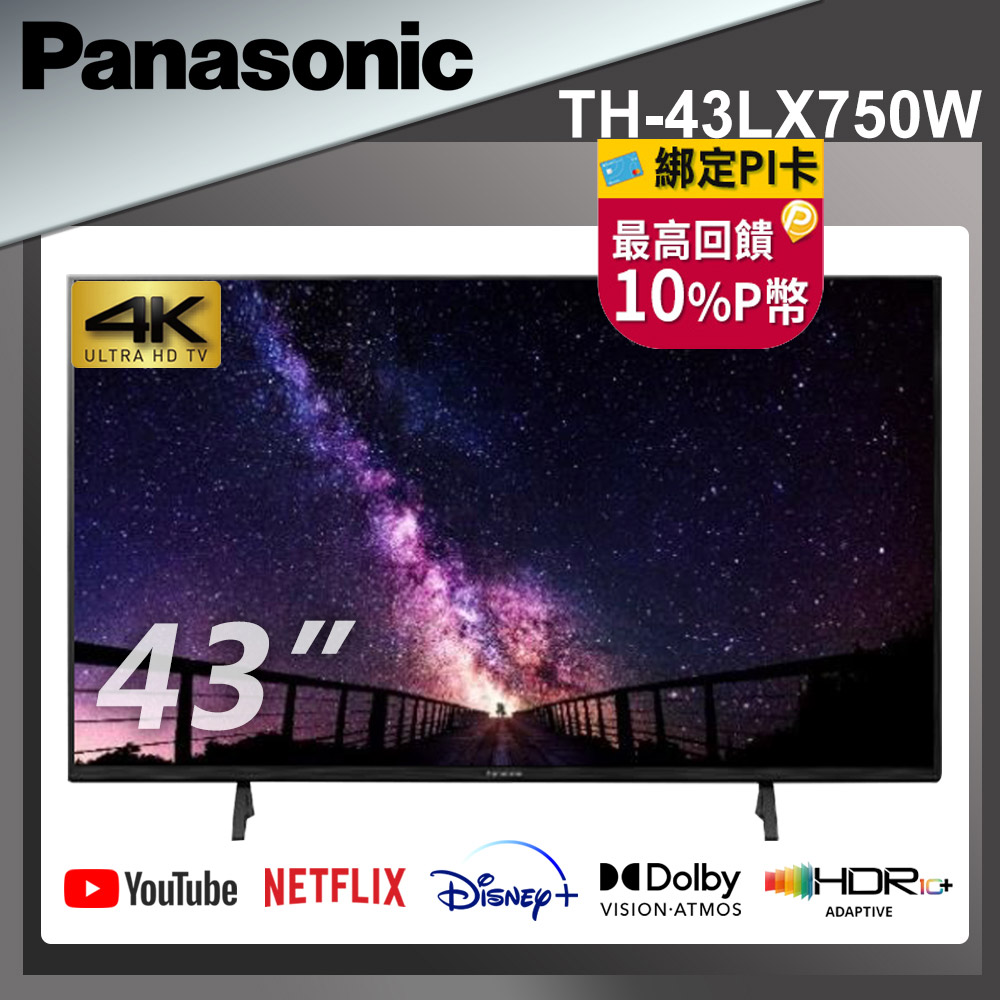 Panasonic
TH-43LX750W
綁定PI卡
最高回饋
10%P幣
4K
ULTRA HD TV
43”
YouTube
NETFLIX
Disney+
Dolby
VISION·ATMOS
HDR10+
ADAPTIVE